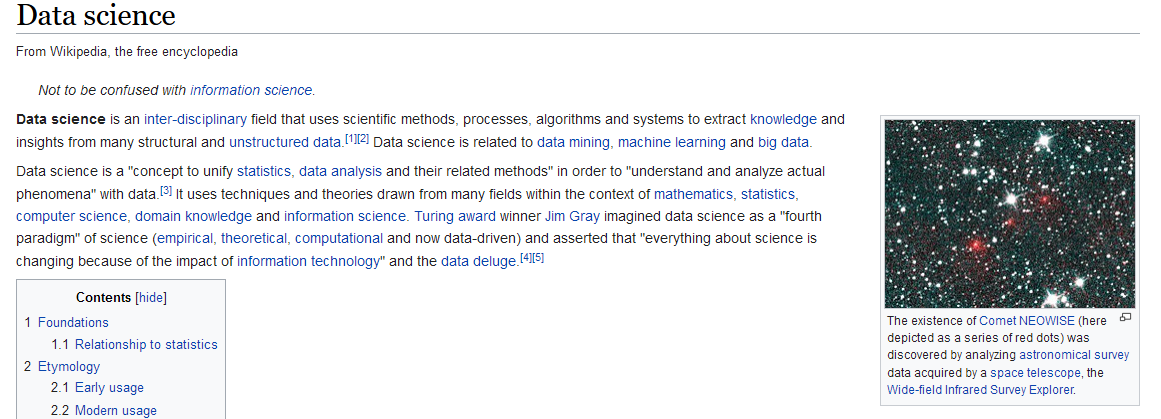 Data science
From Wikipedia, the free encyclopedia
Not to be confused with information science.
Data science is an inter-disciplinary field that uses scientific methods, processes, algorithms and systems to extract knowledge and
insights from many structural and unstructured data.[1][2] Data science is related to data mining, machine learning and big data.
Data science is a "concept to unify statistics, data analysis and their related methods" in order to "understand and analyze actual
phenomena" with data.[3] It uses techniques and theories drawn from many fields within the context of mathematics, statistics,
computer science, domain knowledge and information science. Turing award winner Jim Gray imagined data science as a "fourth
paradigm" of science (empirical, theoretical, computational and now data-driven) and asserted that "everything about science is
changing because of the impact of information technology" and the data deluge.[4][5]
Contents [hide]
1 Foundations
1.1 Relationship to statistics
2 Etymology
2.1 Early usage
2.2 Modern usage
The existence of Comet NEOWISE (here
depicted as a series of red dots) was
discovered by analyzing astronomical survey
data acquired by a space telescope, the
Wide-field Infrared Survey Explorer.